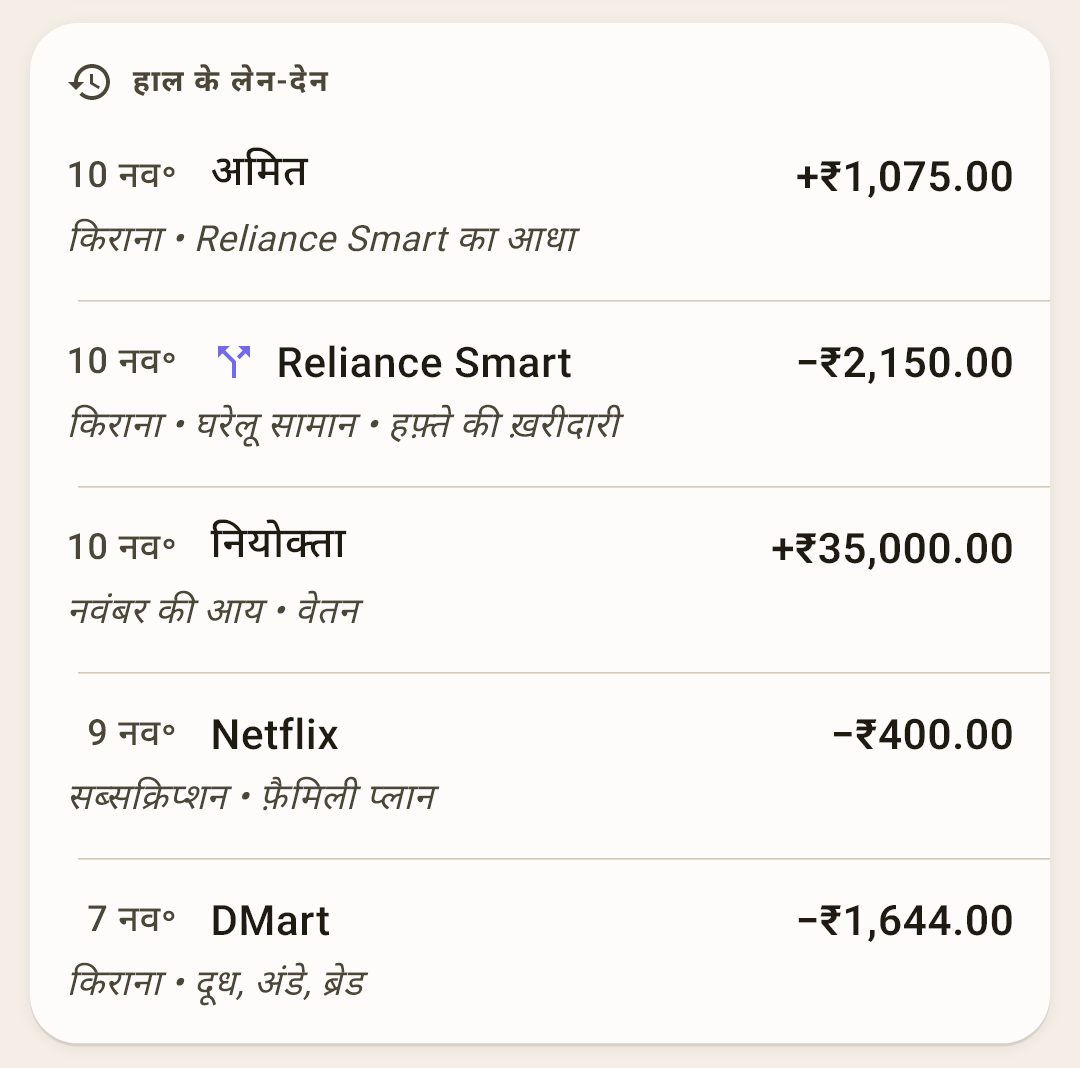 हाल के लेन-देन
10 नव॰ अमित +₹1,075.00
किराना • Reliance Smart का आधा
10 नव॰ Reliance Smart −₹2,150.00
किराना • घरेलू सामान • हफ़्ते की ख़रीदारी
10 नव॰ नियोक्ता +₹35,000.00
नवंबर की आय • वेतन
9 नव॰ Netflix −₹400.00
सब्सक्रिप्शन • फ़ैमिली प्लान
7 नव॰ DMart −₹1,644.00
किराना • दूध, अंडे, ब्रेड